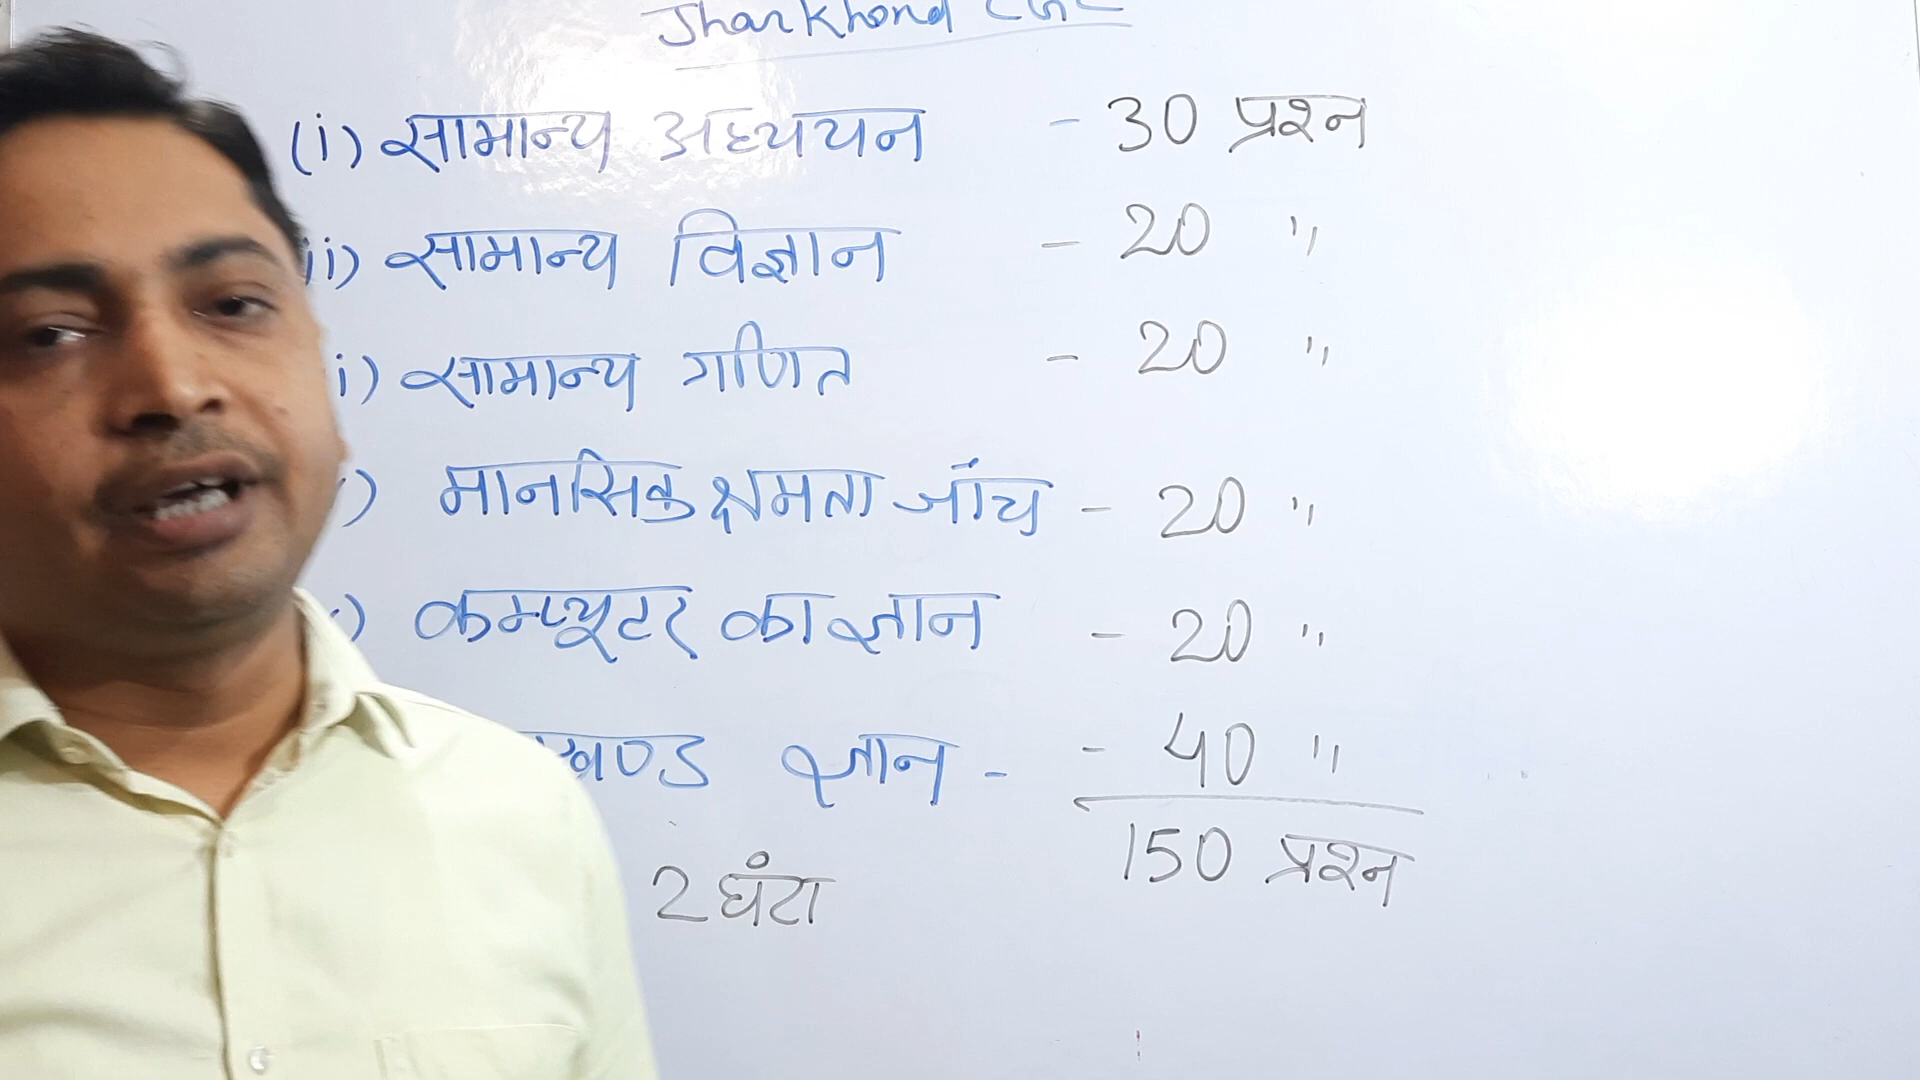 Jharkhand
(i) सामान्य अध्ययन - 30 प्रश्न
ii) सामान्य विज्ञान - 20 "
i) सामान्य गणित - 20 "
) मानसिक क्षमता जाँच - 20 "
) कम्प्यूटर का ज्ञान - 20 "
खण्ड ज्ञान - - 40 "
2 घंटा 150 प्रश्न